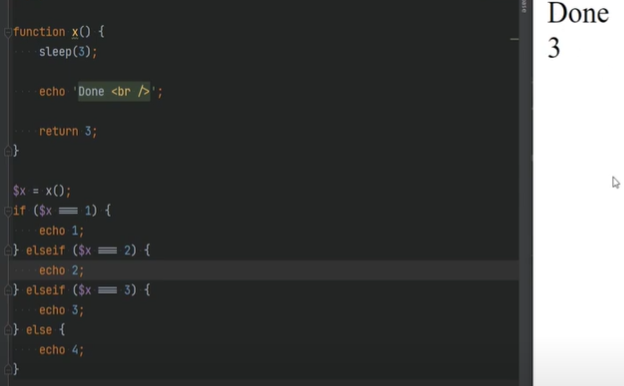 function x() {
sleep(3);
echo 'Done <br />';
return 3;
}
$x = x();
if ($x === 1) {
echo 1;
} elseif ($x === 2) {
echo 2;
} elseif ($x === 3) {
echo 3;
} else {
echo 4;
}
Done
3